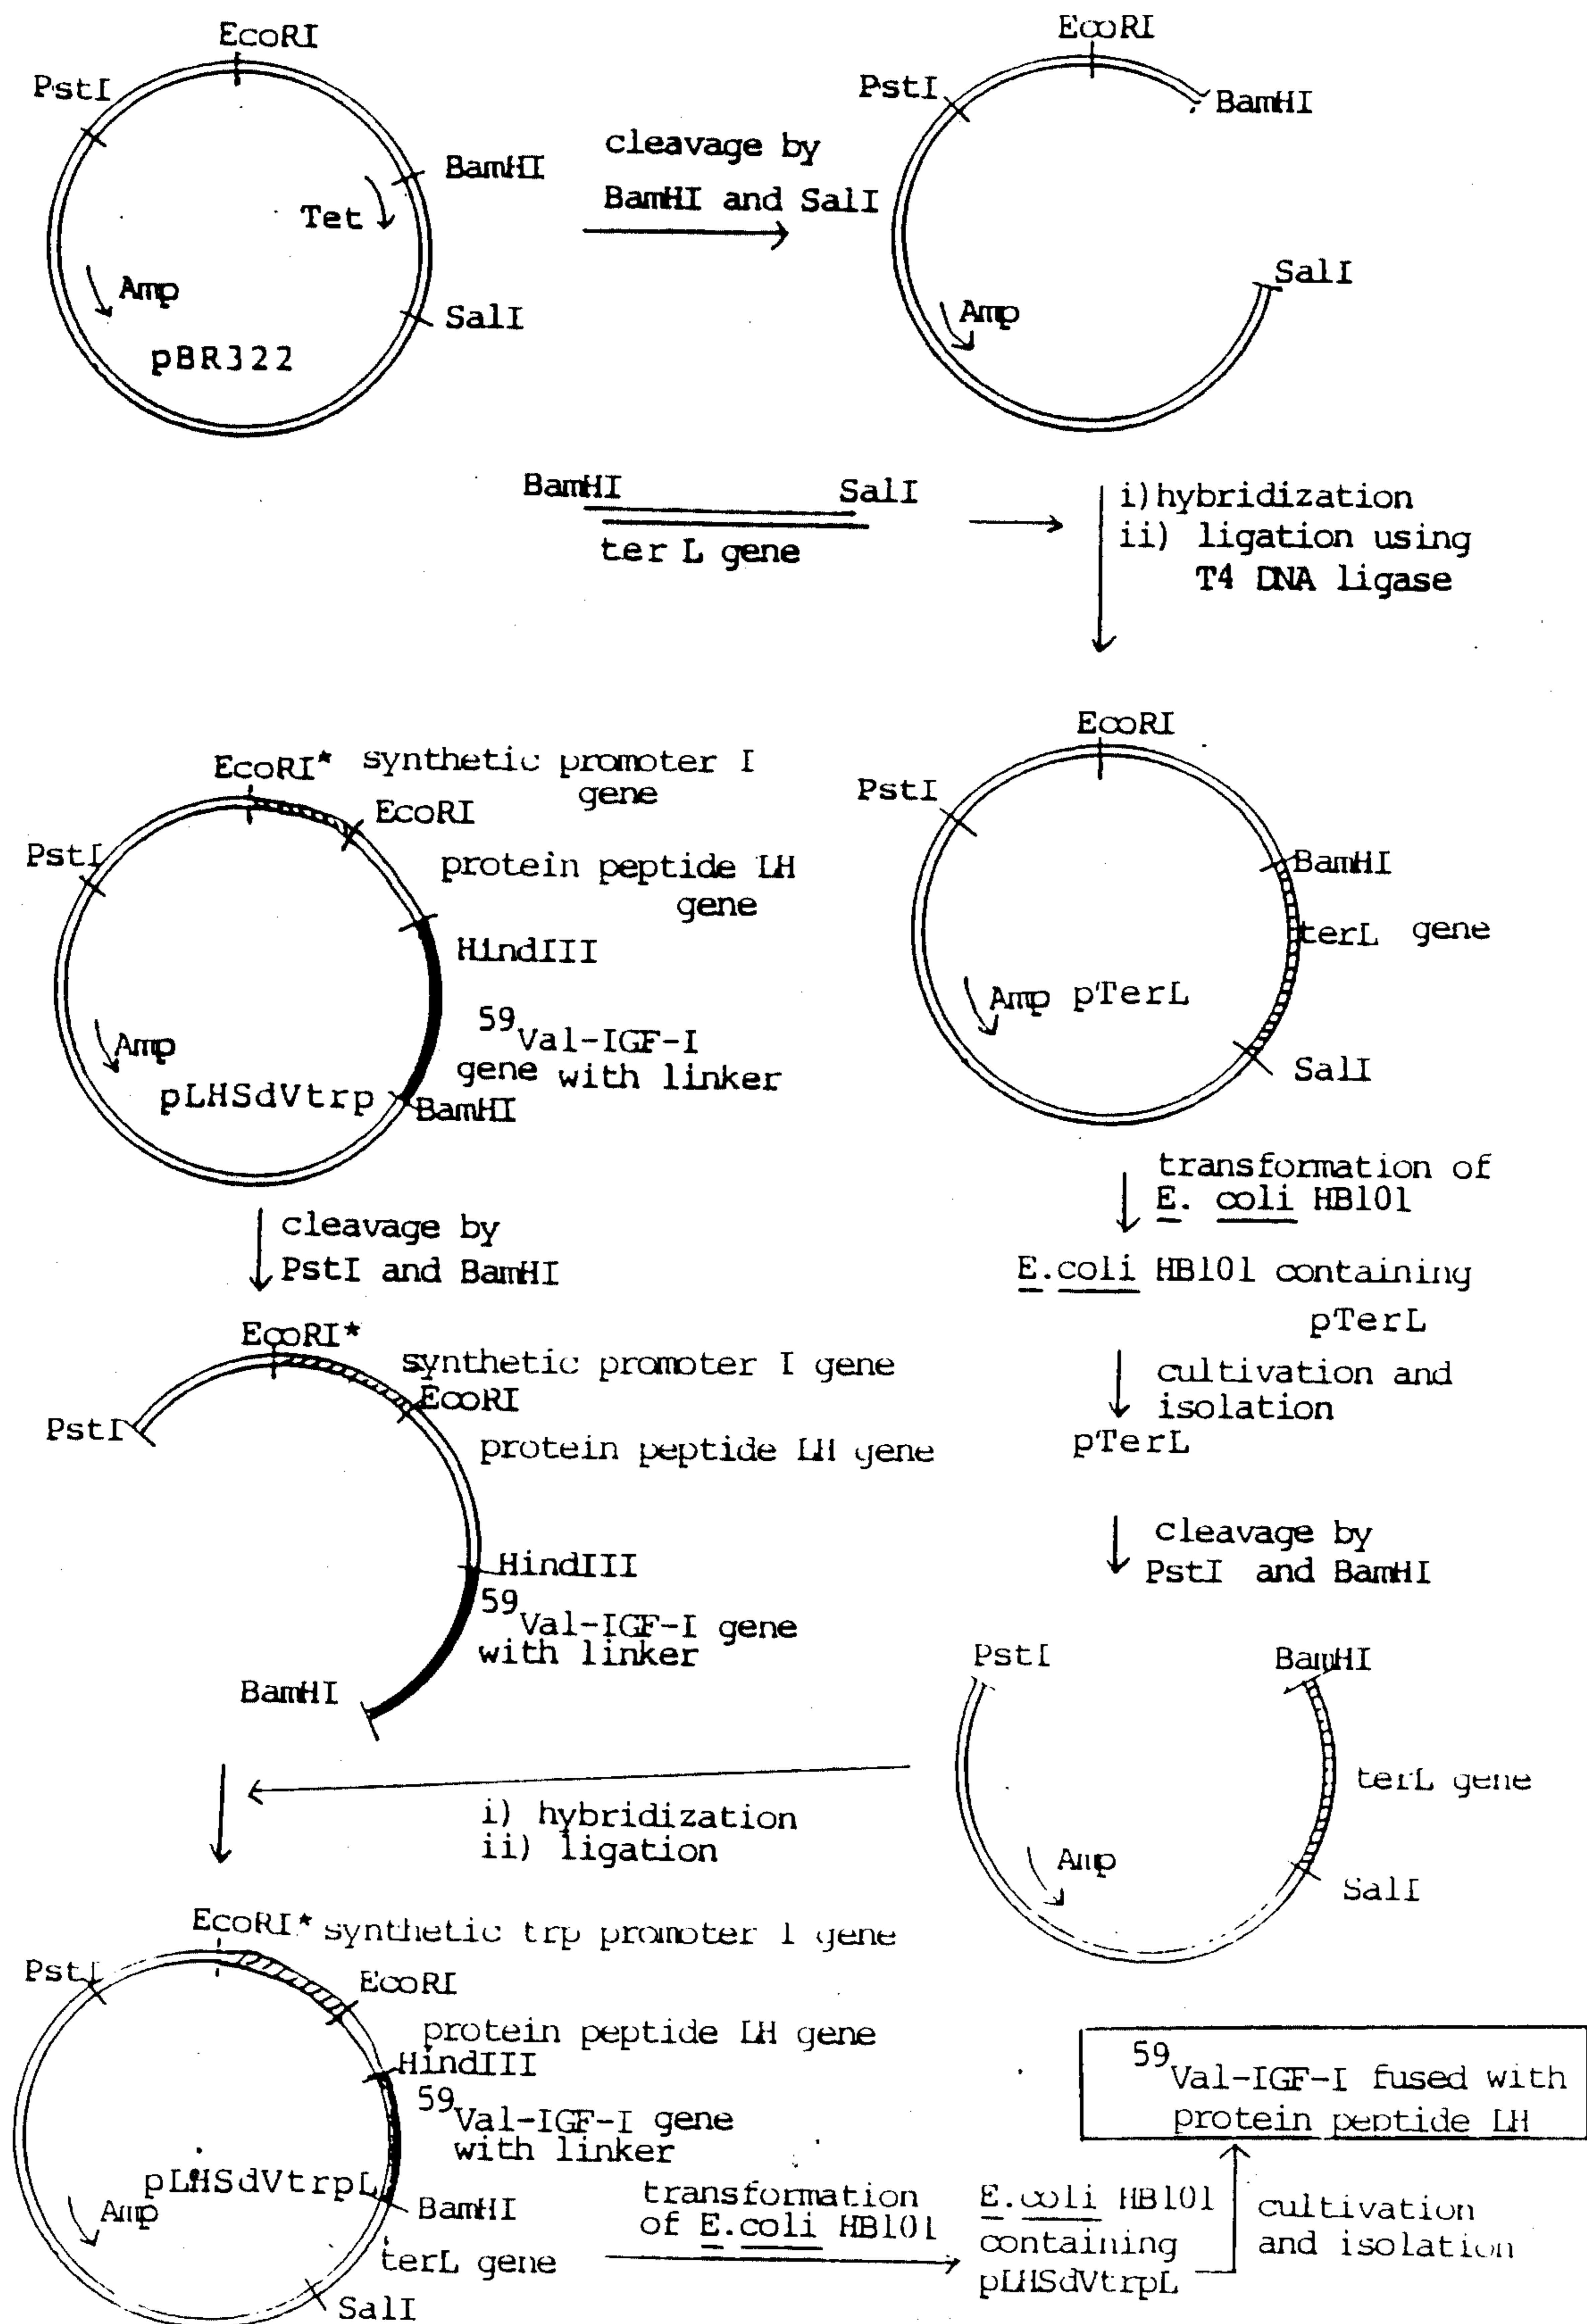 EcoRI
PstI
BamHI
Tet
Amp
SalI
pBR322
cleavage by
BamHI and SalI
EcoRI
PstI
BamHI
SalI
Amp
BamHI
SalI
ter L gene
i) hybridization
ii) ligation using
T4 DNA ligase
EcoRI* synthetic promoter I
gene
EcoRI
PstI
protein peptide LH
gene
HindIII
59Val-IGF-I
gene with linker
Amp
pLHSdVtrp
BamHI
EcoRI
PstI
BamHI
terL gene
Amp pTerL
SalI
cleavage by
PstI and BamHI
transformation of
E. coli HB101
E.coli HB101 containing
pTerL
cultivation and
isolation
pTerL
cleavage by
PstI and BamHI
EcoRI*
synthetic promoter I gene
EcoRI
PstI
protein peptide LH gene
HindIII
59Val-IGF-I gene
with linker
BamHI
PstI
BamHI
terL gene
Amp
SalI
i) hybridization
ii) ligation
EcoRI* synthetic trp promoter I gene
PstI
EcoRI
protein peptide LH gene
HindIII
59Val-IGF-I gene
with linker
pLHSdVtrpL
Amp
BamHI
terL gene
SalI
transformation
of E.coli HB101
E.coli HB101
containing
pLHSdVtrpL
cultivation
and isolation
59Val-IGF-I fused with
protein peptide LH